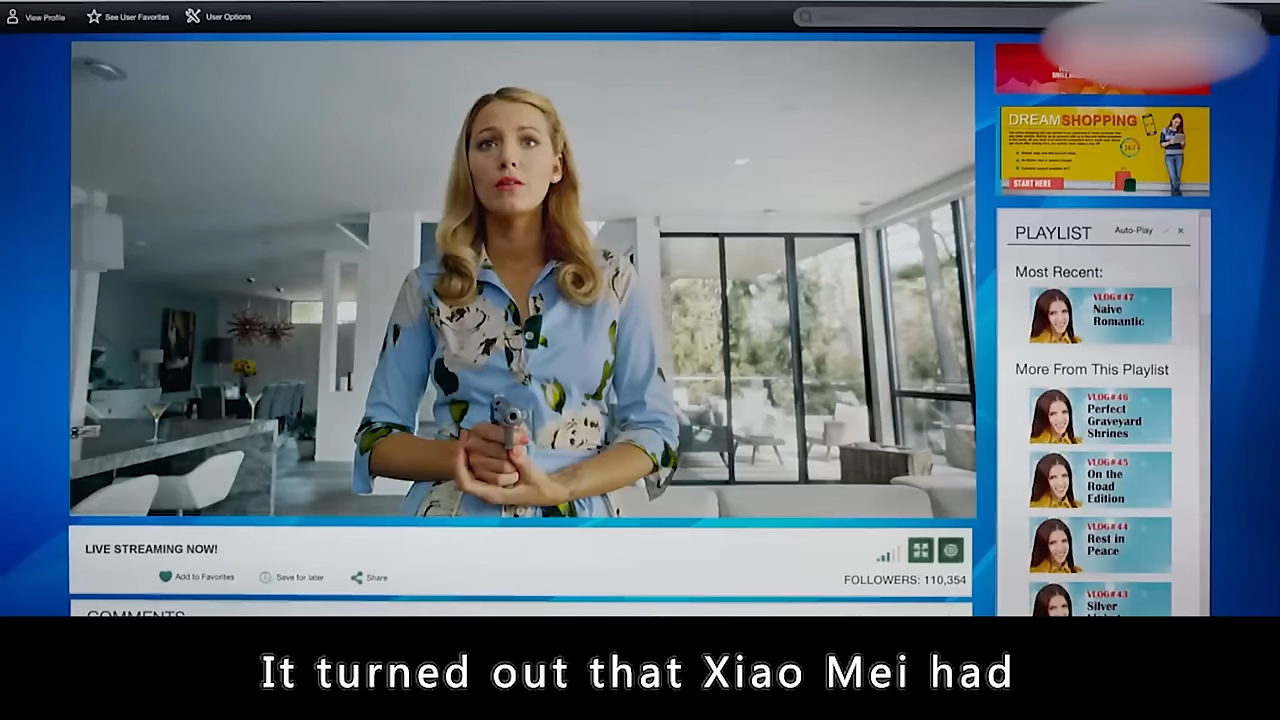 View Profile
See User Favorites
User Options
DREAMSHOPPING
START HERE
PLAYLIST
Auto-Play
Most Recent:
VLOG#47
Naive
Romantic
More From This Playlist
VLOG#46
Perfect
Graveyard
Shrines
VLOG#45
On the
Road
Edition
VLOG#44
Rest in
Peace
VLOG#43
Silver
LIVE STREAMING NOW!
Add to Favorites
Save for later
Share
FOLLOWERS: 110,354
COMMENTS
It turned out that Xiao Mei had